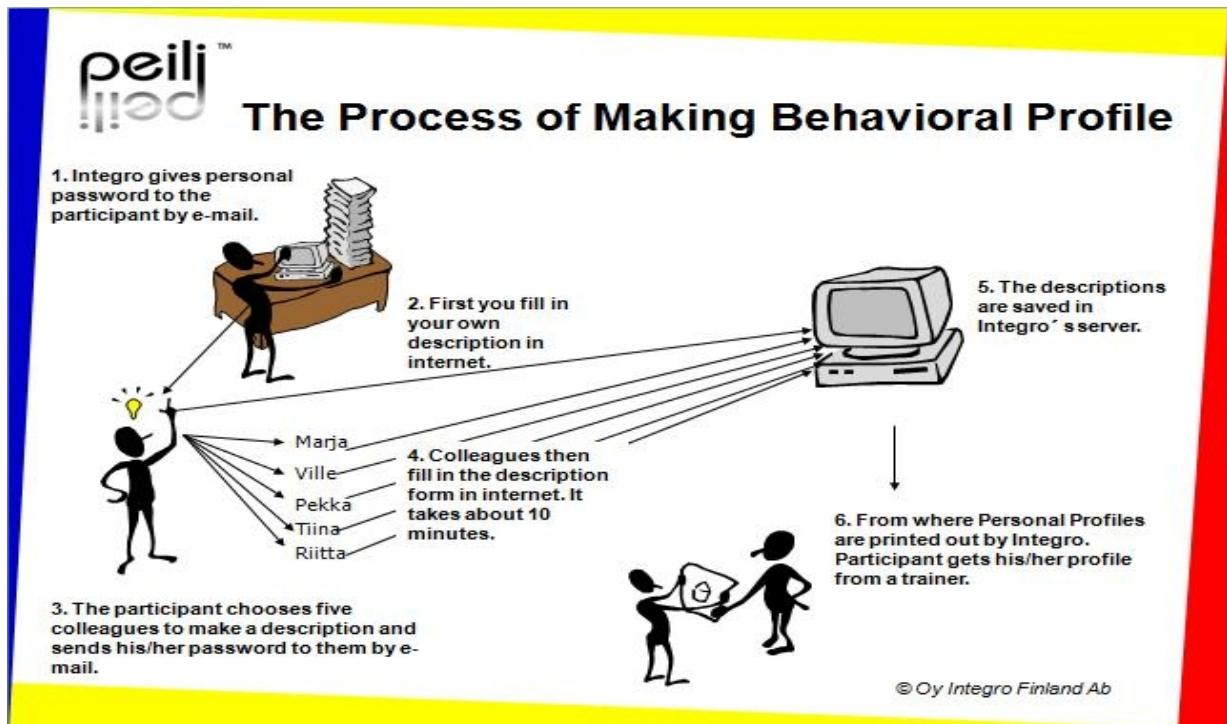 peili™
The Process of Making Behavioral Profile
1. Integro gives personal
password to the
participant by e-mail.
2. First you fill in
your own
description in
internet.
5. The descriptions
are saved in
Integro´s server.
Marja
Ville
Pekka
Tiina
Riitta
4. Colleagues then
fill in the description
form in internet. It
takes about 10
minutes.
6. From where Personal Profiles
are printed out by Integro.
Participant gets his/her profile
from a trainer.
3. The participant chooses five
colleagues to make a description and
sends his/her password to them by e-
mail.
© Oy Integro Finland Ab